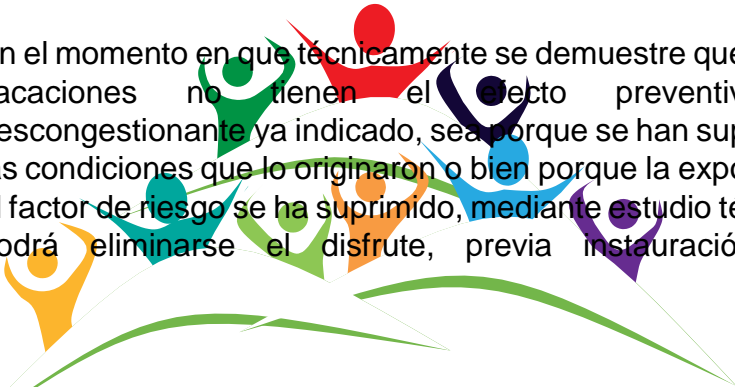 n el momento en que técnicamente se demuestre que
acaciones no tienen el efecto preventiv
escongestionante ya indicado, sea porque se han sup
as condiciones que lo originaron o bien porque la expo
l factor de riesgo se ha suprimido, mediante estudio te
odrá eliminarse el disfrute, previa instauració